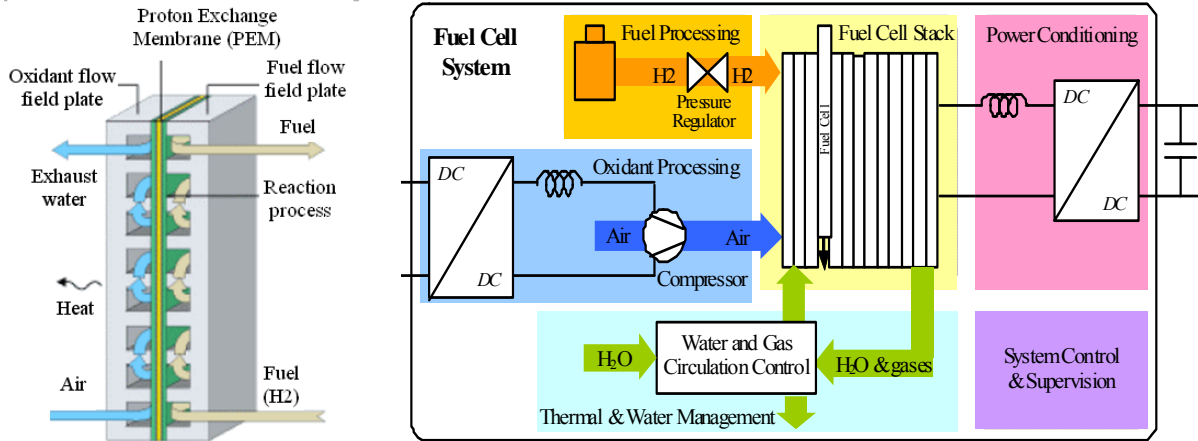 Proton Exchange
Membrane (PEM)
Oxidant flow
field plate
Fuel flow
field plate
Fuel
Exhaust
water
Reaction
process
Heat
Air
Fuel
(H2)
Fuel Cell
System
Fuel Processing
H2
H2
Pressure
Regulator
Fuel Cell Stack
Fuel Cell
Power Conditioning
DC
DC
Oxidant Processing
DC
DC
Air
Air
Compressor
H2O
Water and Gas
Circulation Control
H2O & gases
Thermal & Water Management
System Control
& Supervision